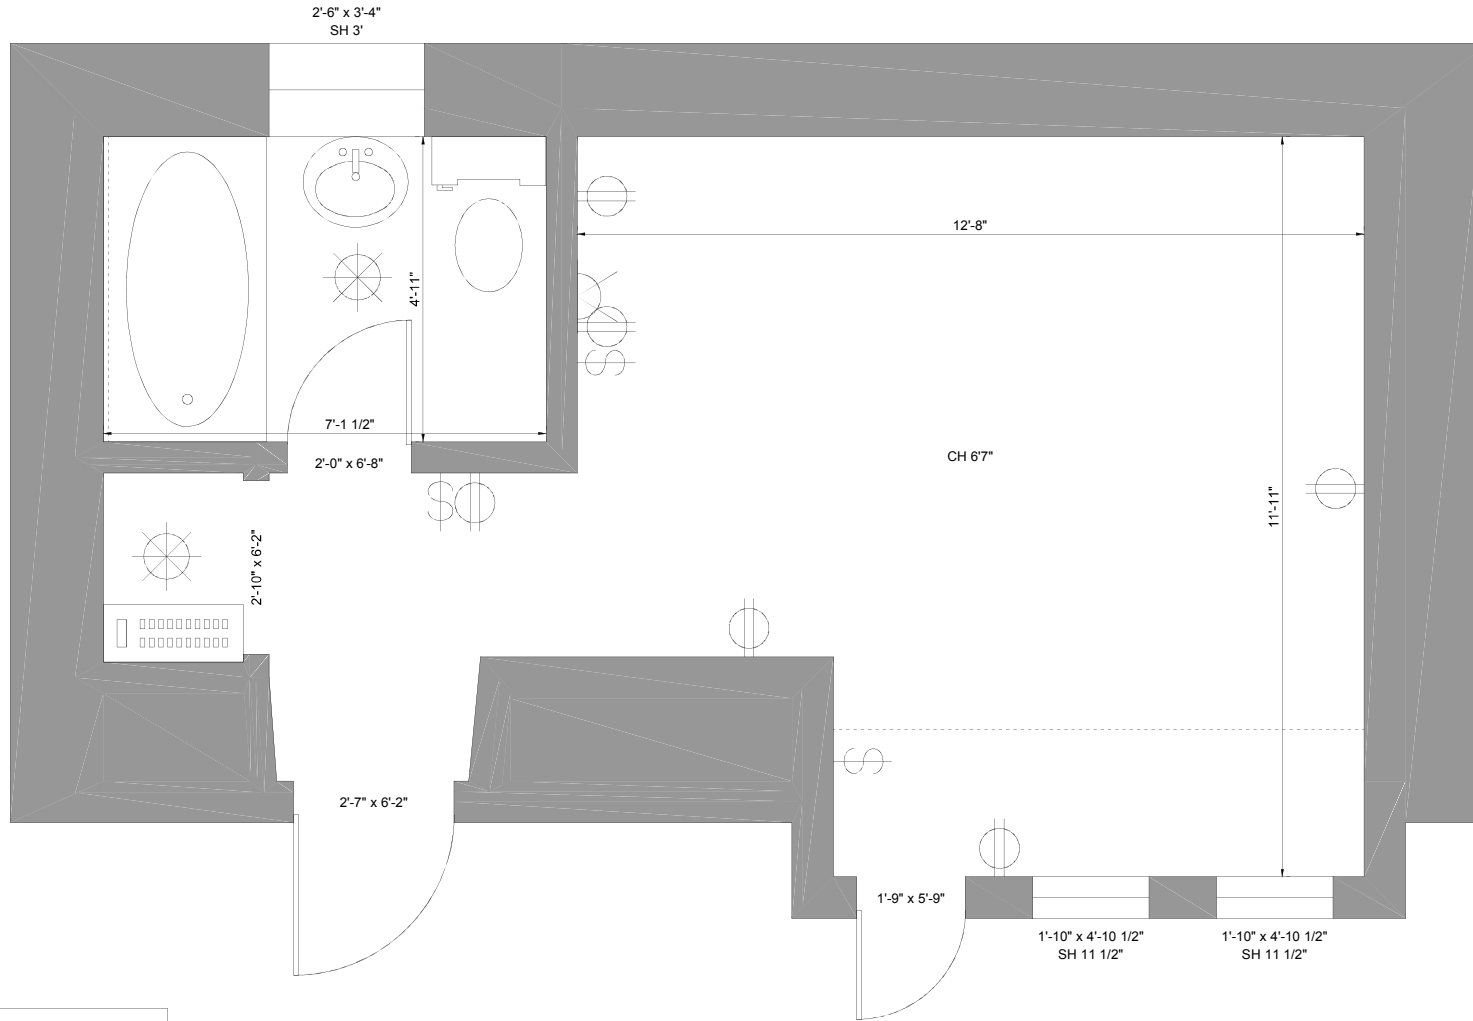 2'-6" x 3'-4"
SH 3'
12'-8"
4'-11"
S
7'-1 1/2"
2'-0" x 6'-8"
CH 6'7"
S
11'-11"
2'-10" x 6'-2"
S
2'-7" x 6'-2"
1'-9" x 5'-9"
1'-10" x 4'-10 1/2"
SH 11 1/2"
1'-10" x 4'-10 1/2"
SH 11 1/2"